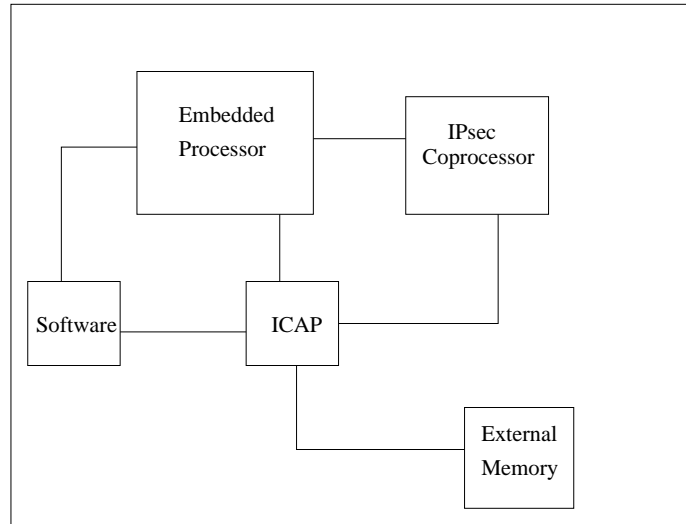 Embedded
Processor
IPsec
Coprocessor
Software
ICAP
External
Memory